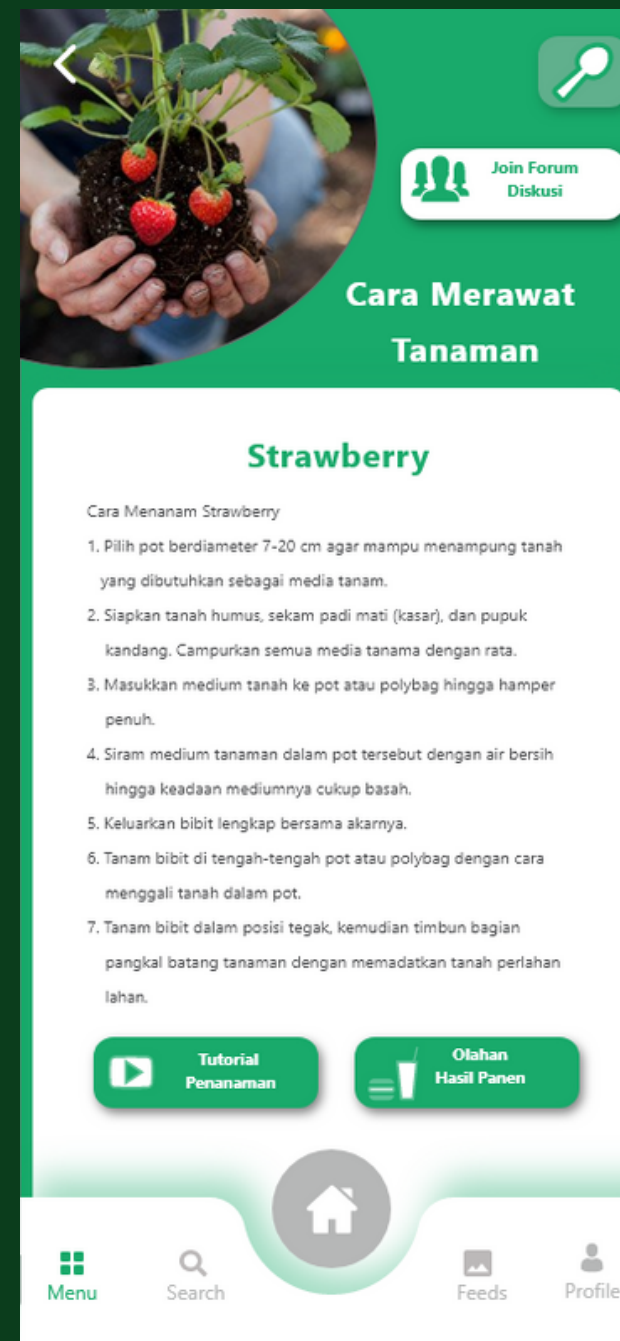 Join Forum
Diskusi
Cara Merawat
Tanaman
Strawberry
Cara Menanam Strawberry
1. Pilih pot berdiameter 7-20 cm agar mampu menampung tanah
yang dibutuhkan sebagai media tanam.
2. Siapkan tanah humus, sekam padi mati (kasar), dan pupuk
kandang. Campurkan semua media tanama dengan rata.
3. Masukkan medium tanah ke pot atau polybag hingga hamper
penuh.
4. Siram medium tanaman dalam pot tersebut dengan air bersih
hingga keadaan mediumnya cukup basah.
5. Keluarkan bibit lengkap bersama akarnya.
6. Tanam bibit di tengah-tengah pot atau polybag dengan cara
menggali tanah dalam pot.
7. Tanam bibit dalam posisi tegak, kemudian timbun bagian
pangkal batang tanaman dengan memadatkan tanah perlahan
lahan.
Tutorial
Penanaman
Olahan
Hasil Panen
Menu
Search
Feeds
Profile